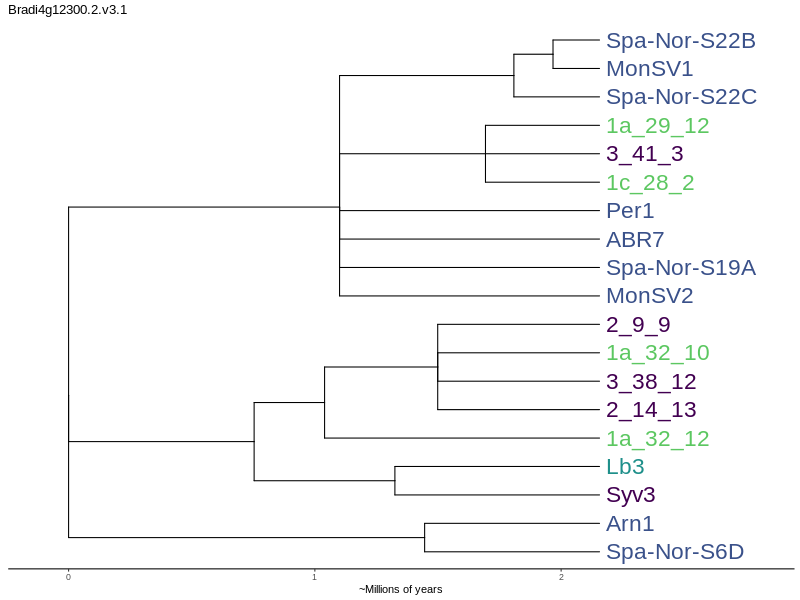 Bradi4g12300.2.v3.1
Spa-Nor-S22B
MonSV1
Spa-Nor-S22C
1a_29_12
3_41_3
1c_28_2
Per1
ABR7
Spa-Nor-S19A
MonSV2
2_9_9
1a_32_10
3_38_12
2_14_13
1a_32_12
Lb3
Syv3
Arn1
Spa-Nor-S6D
0 1 2
~Millions of years